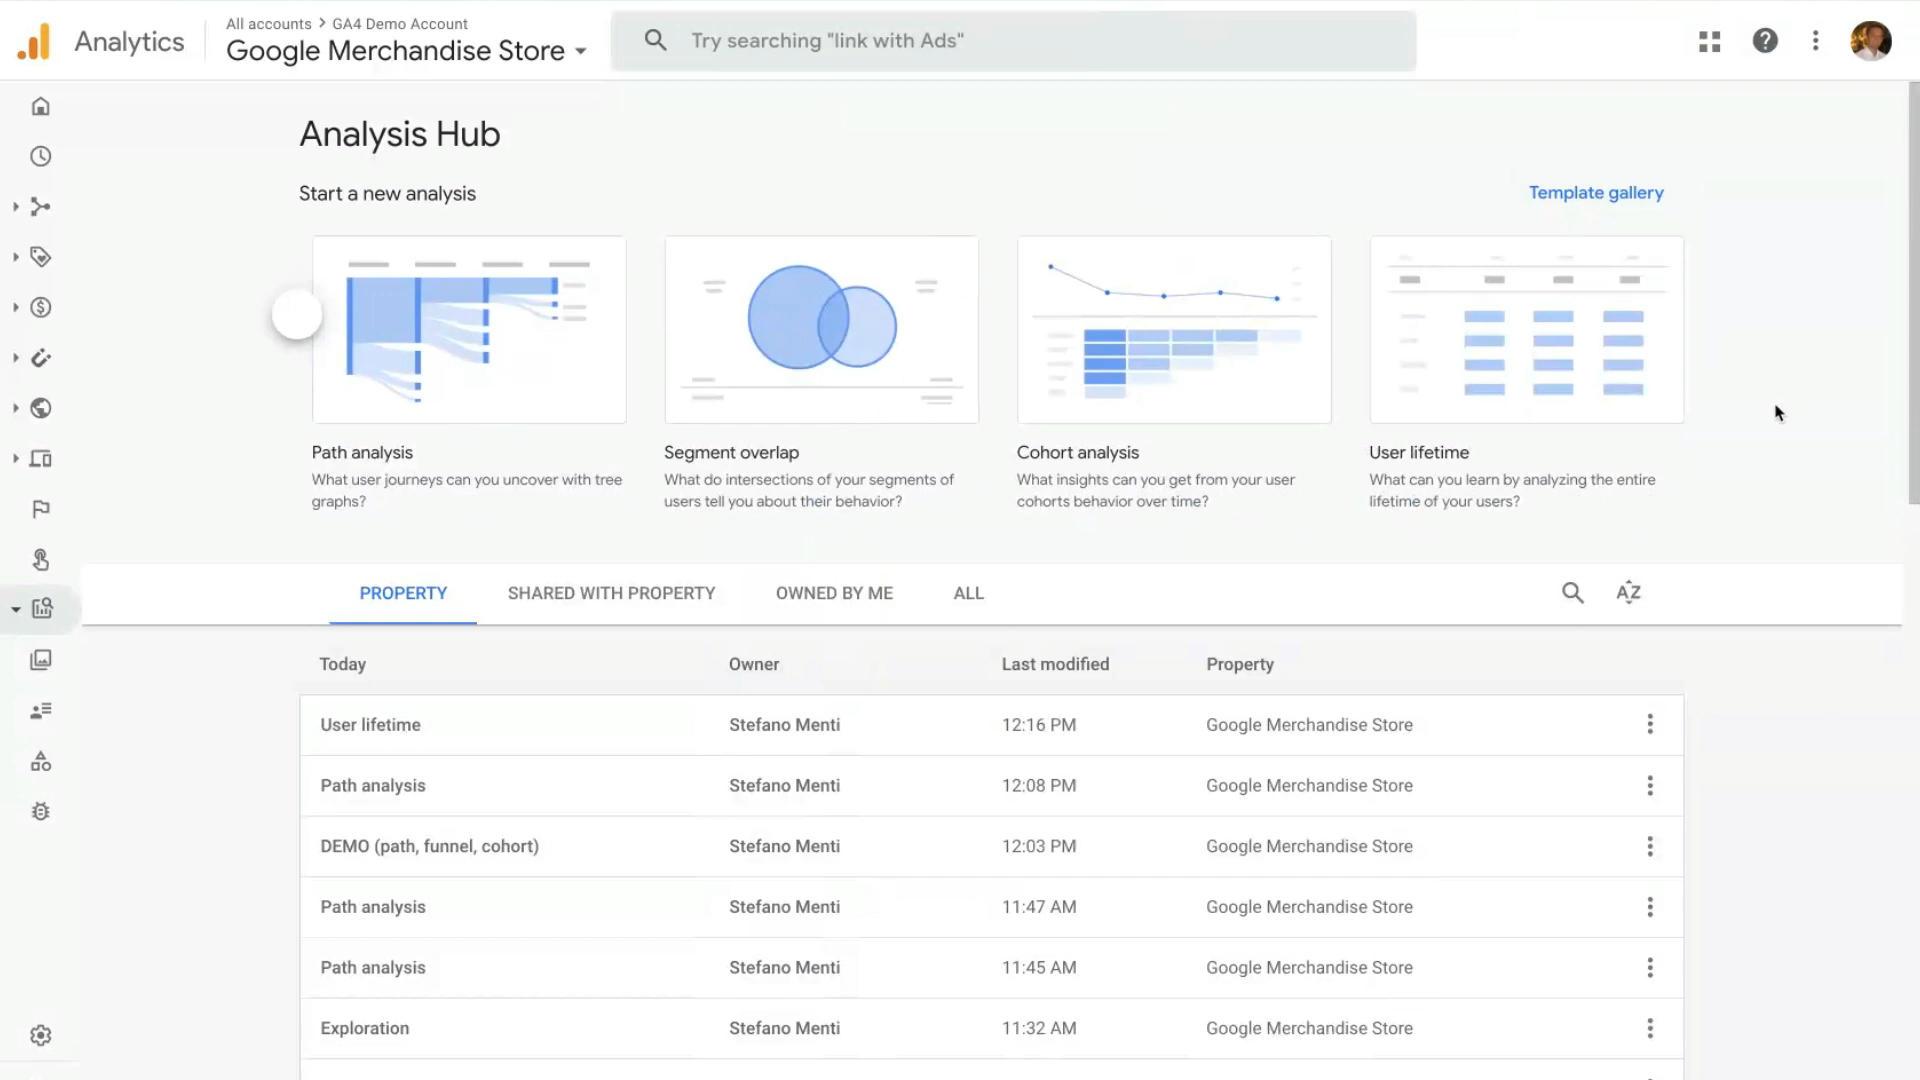 Analytics
All accounts > GA4 Demo Account
Google Merchandise Store
Try searching "link with Ads"
Analysis Hub
Start a new analysis
Template gallery
Path analysis
What user journeys can you uncover with tree
graphs?
Segment overlap
What do intersections of your segments of
users tell you about their behavior?
Cohort analysis
What insights can you get from your user
cohorts behavior over time?
User lifetime
What can you learn by analyzing the entire
lifetime of your users?
PROPERTY SHARED WITH PROPERTY OWNED BY ME ALL
Today Owner Last modified Property
User lifetime Stefano Menti 12:16 PM Google Merchandise Store
Path analysis Stefano Menti 12:08 PM Google Merchandise Store
DEMO (path, funnel, cohort) Stefano Menti 12:03 PM Google Merchandise Store
Path analysis Stefano Menti 11:47 AM Google Merchandise Store
Path analysis Stefano Menti 11:45 AM Google Merchandise Store
Exploration Stefano Menti 11:32 AM Google Merchandise Store